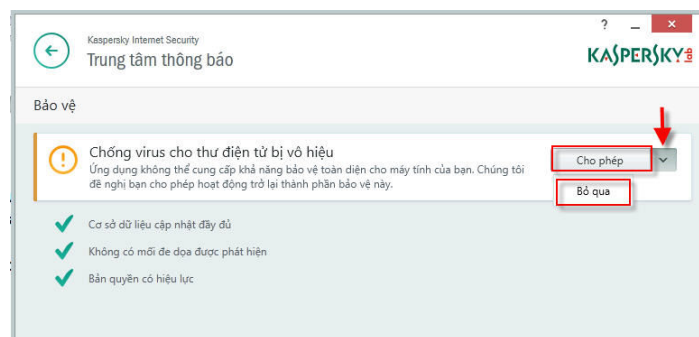 Kaspersky Internet Security
Trung tâm thông báo
? _ ×
KASPERSKY lab
Bảo vệ
Chống virus cho thư điện tử bị vô hiệu
Ứng dụng không thể cung cấp khả năng bảo vệ toàn diện cho máy tính của bạn. Chúng tôi
đề nghị bạn cho phép hoạt động trở lại thành phần bảo vệ này.
Cho phép
Bỏ qua
Cơ sở dữ liệu cập nhật đầy đủ
Không có mối đe dọa được phát hiện
Bản quyền có hiệu lực